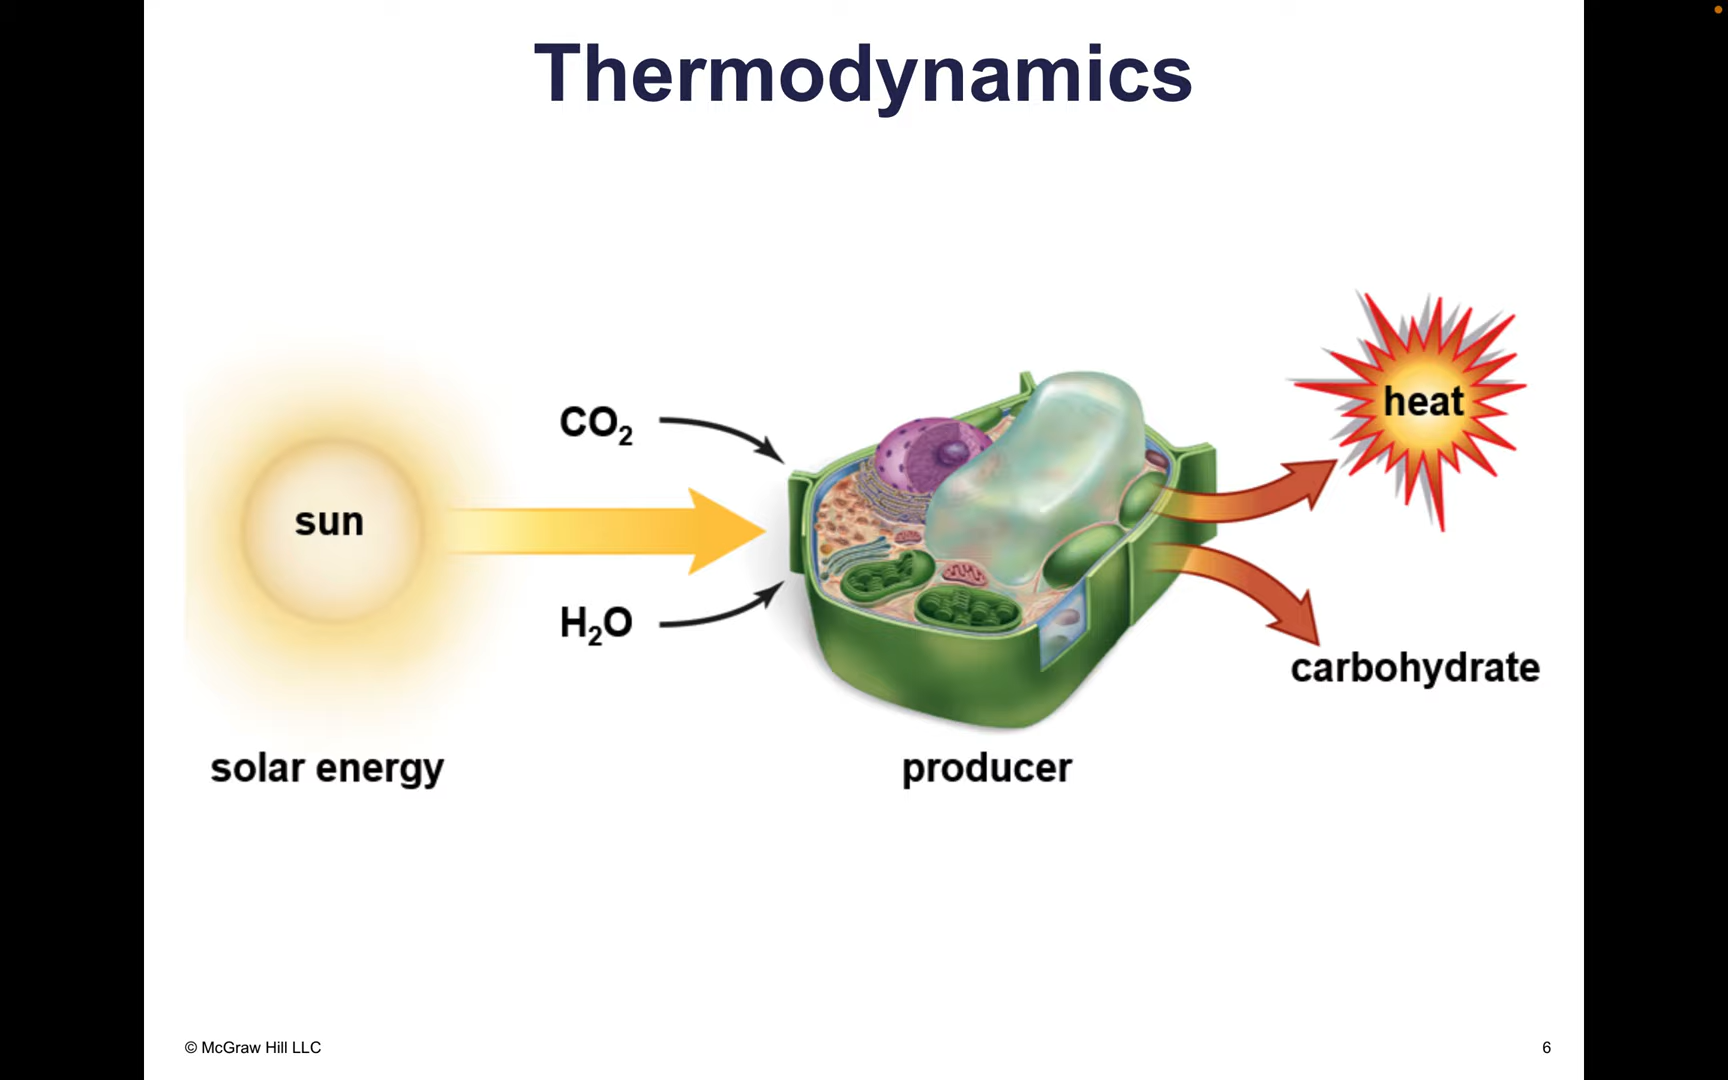 Thermodynamics
sun
CO₂
H₂O
heat
carbohydrate
solar energy
producer
© McGraw Hill LLC
6